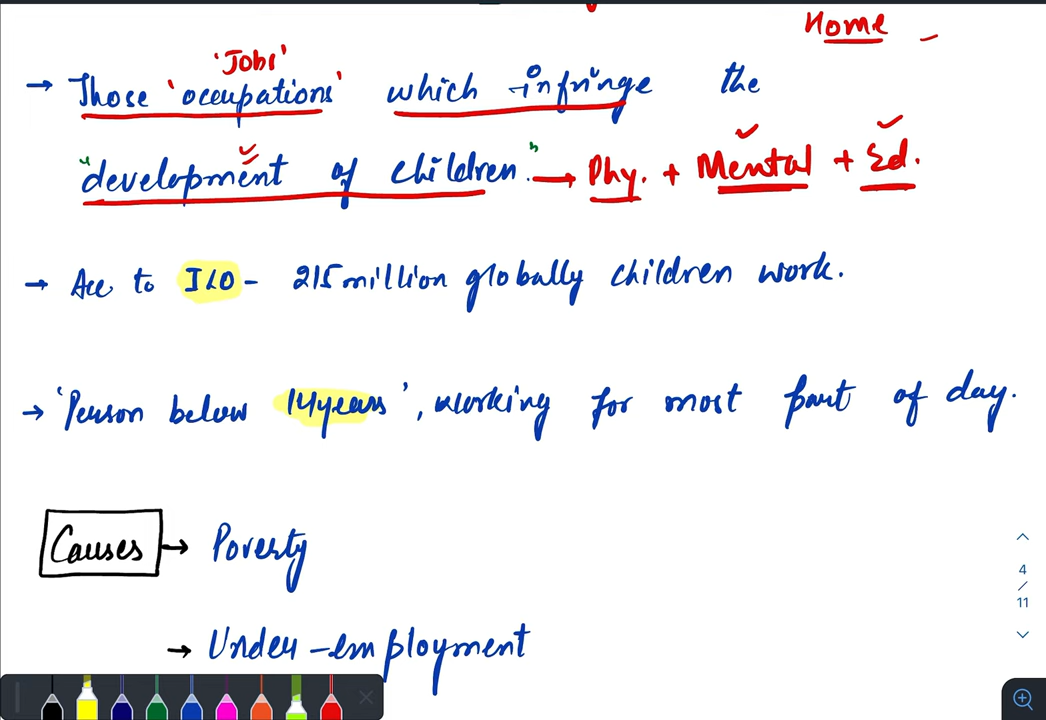 Home -
'Jobs'
→ Those 'occupations' which infringe the
"development of children." → Phy. + Mental + Ed.
→ Acc to ILO - 215 million globally children work.
→ 'Person below 14 years', working for most part of day.
Causes → Poverty
→ Under-employment
4
/
11